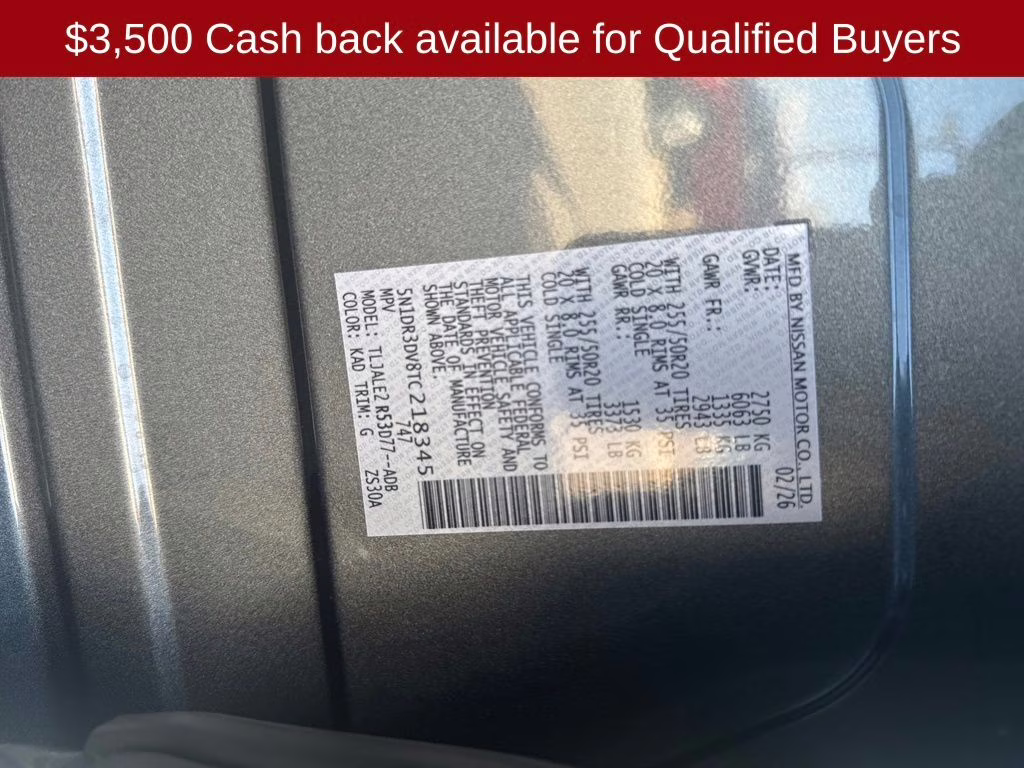 $3,500 Cash back available for Qualified Buyers
MFD BY NISSAN MOTOR CO., LTD.
DATE: 02/26
GVWR: 2750 KG
6063 LB
GAWR FR.: 1335 KG
2943 LB
WITH 255/50R20 TIRES
20 X 8.0 RIMS AT 35 PSI
COLD SINGLE
GAWR RR.: 1530 KG
3373 LB
WITH 255/50R20 TIRES
20 X 8.0 RIMS AT 35 PSI
COLD SINGLE
THIS VEHICLE CONFORMS TO
ALL APPLICABLE FEDERAL
MOTOR VEHICLE SAFETY AND
THEFT PREVENTION
STANDARDS IN EFFECT ON
THE DATE OF MANUFACTURE
SHOWN ABOVE.
5N1DR3DV8TC218345
MPV 747
MODEL: TLJALE2 R53D77--ADB
COLOR: KAD TRIM: G ZS30A